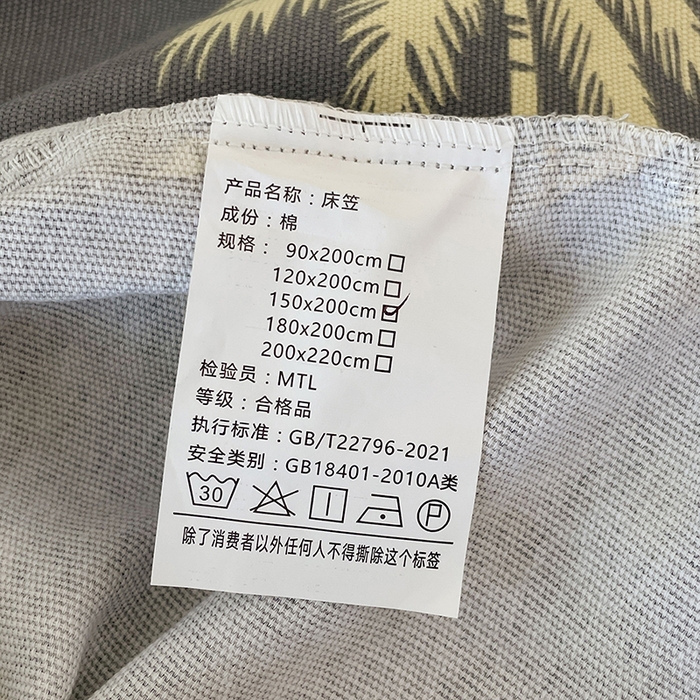 产品名称：床笠
成份：棉
规格：90x200cm
120x200cm
150x200cm
180x200cm
200x220cm
检验员：MTL
等级：合格品
执行标准：GB/T22796-2021
安全类别：GB18401-2010A类
30
P
除了消费者以外任何人不得撕除这个标签